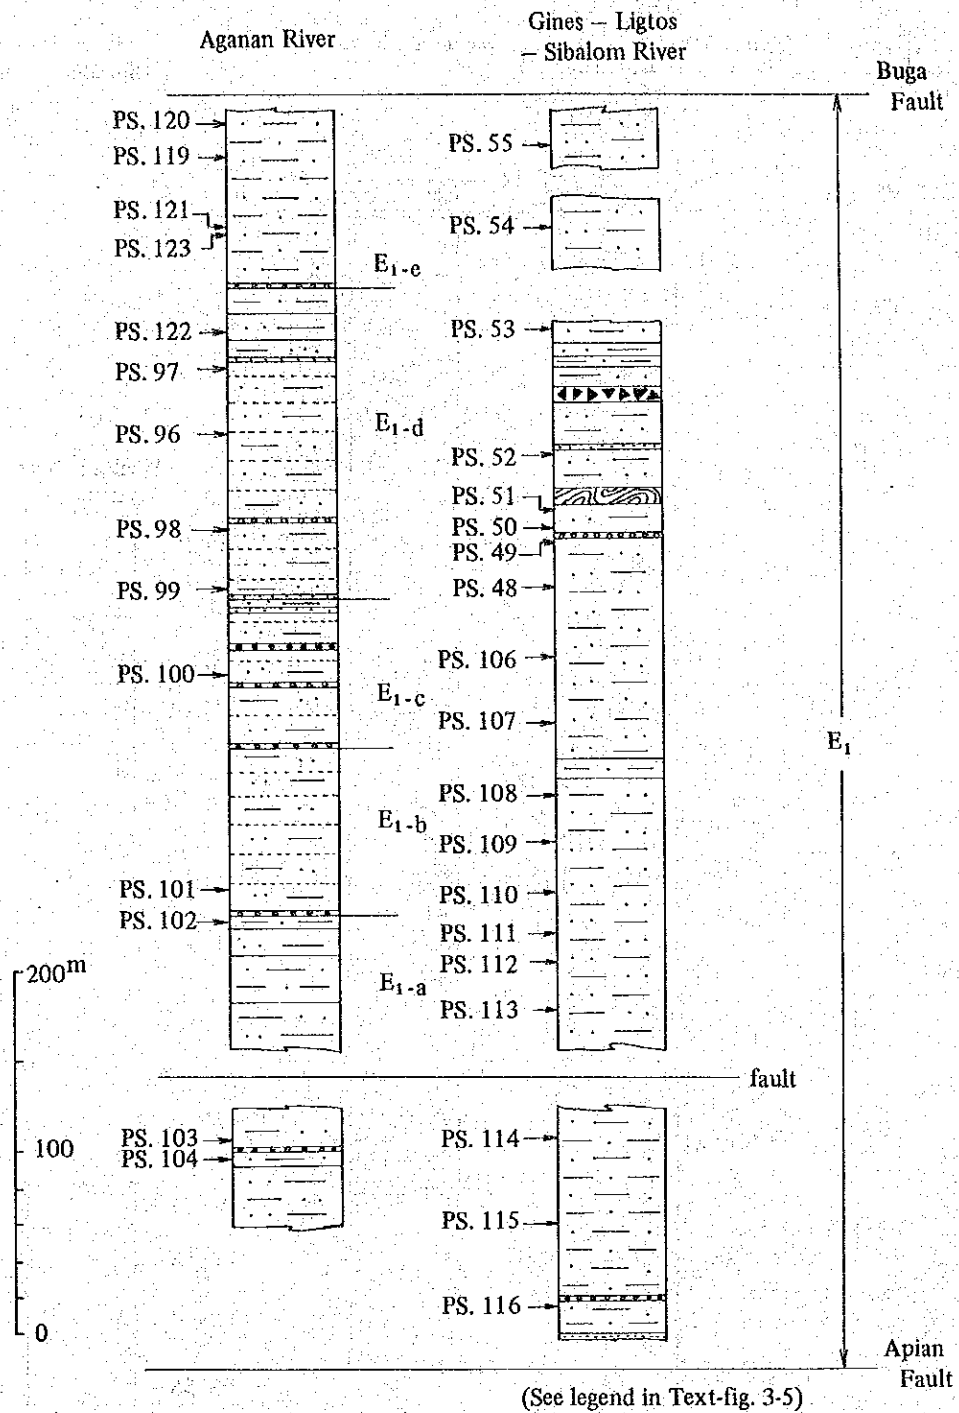 Aganan River
Gines – Ligtos
– Sibalom River
Buga
Fault
PS. 120
PS. 119
PS. 121
PS. 123
E₁-e
PS. 122
PS. 97
PS. 96
E₁-d
PS. 98
PS. 99
PS. 100
E₁-c
E₁-b
PS. 101
PS. 102
E₁-a
PS. 103
PS. 104
PS. 55
PS. 54
PS. 53
PS. 52
PS. 51
PS. 50
PS. 49
PS. 48
PS. 106
PS. 107
PS. 108
PS. 109
PS. 110
PS. 111
PS. 112
PS. 113
fault
PS. 114
PS. 115
PS. 116
E₁
200ᵐ
100
0
Apian
Fault
(See legend in Text-fig. 3-5)